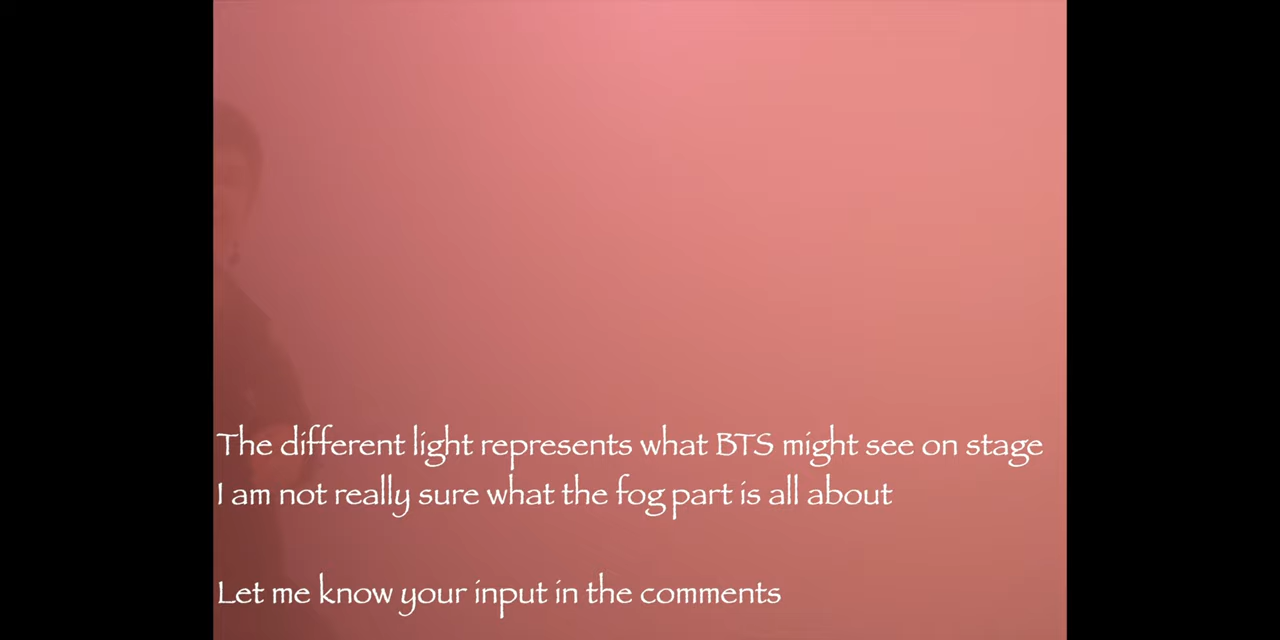 The different light represents what BTS might see on stage
I am not really sure what the fog part is all about
Let me know your input in the comments